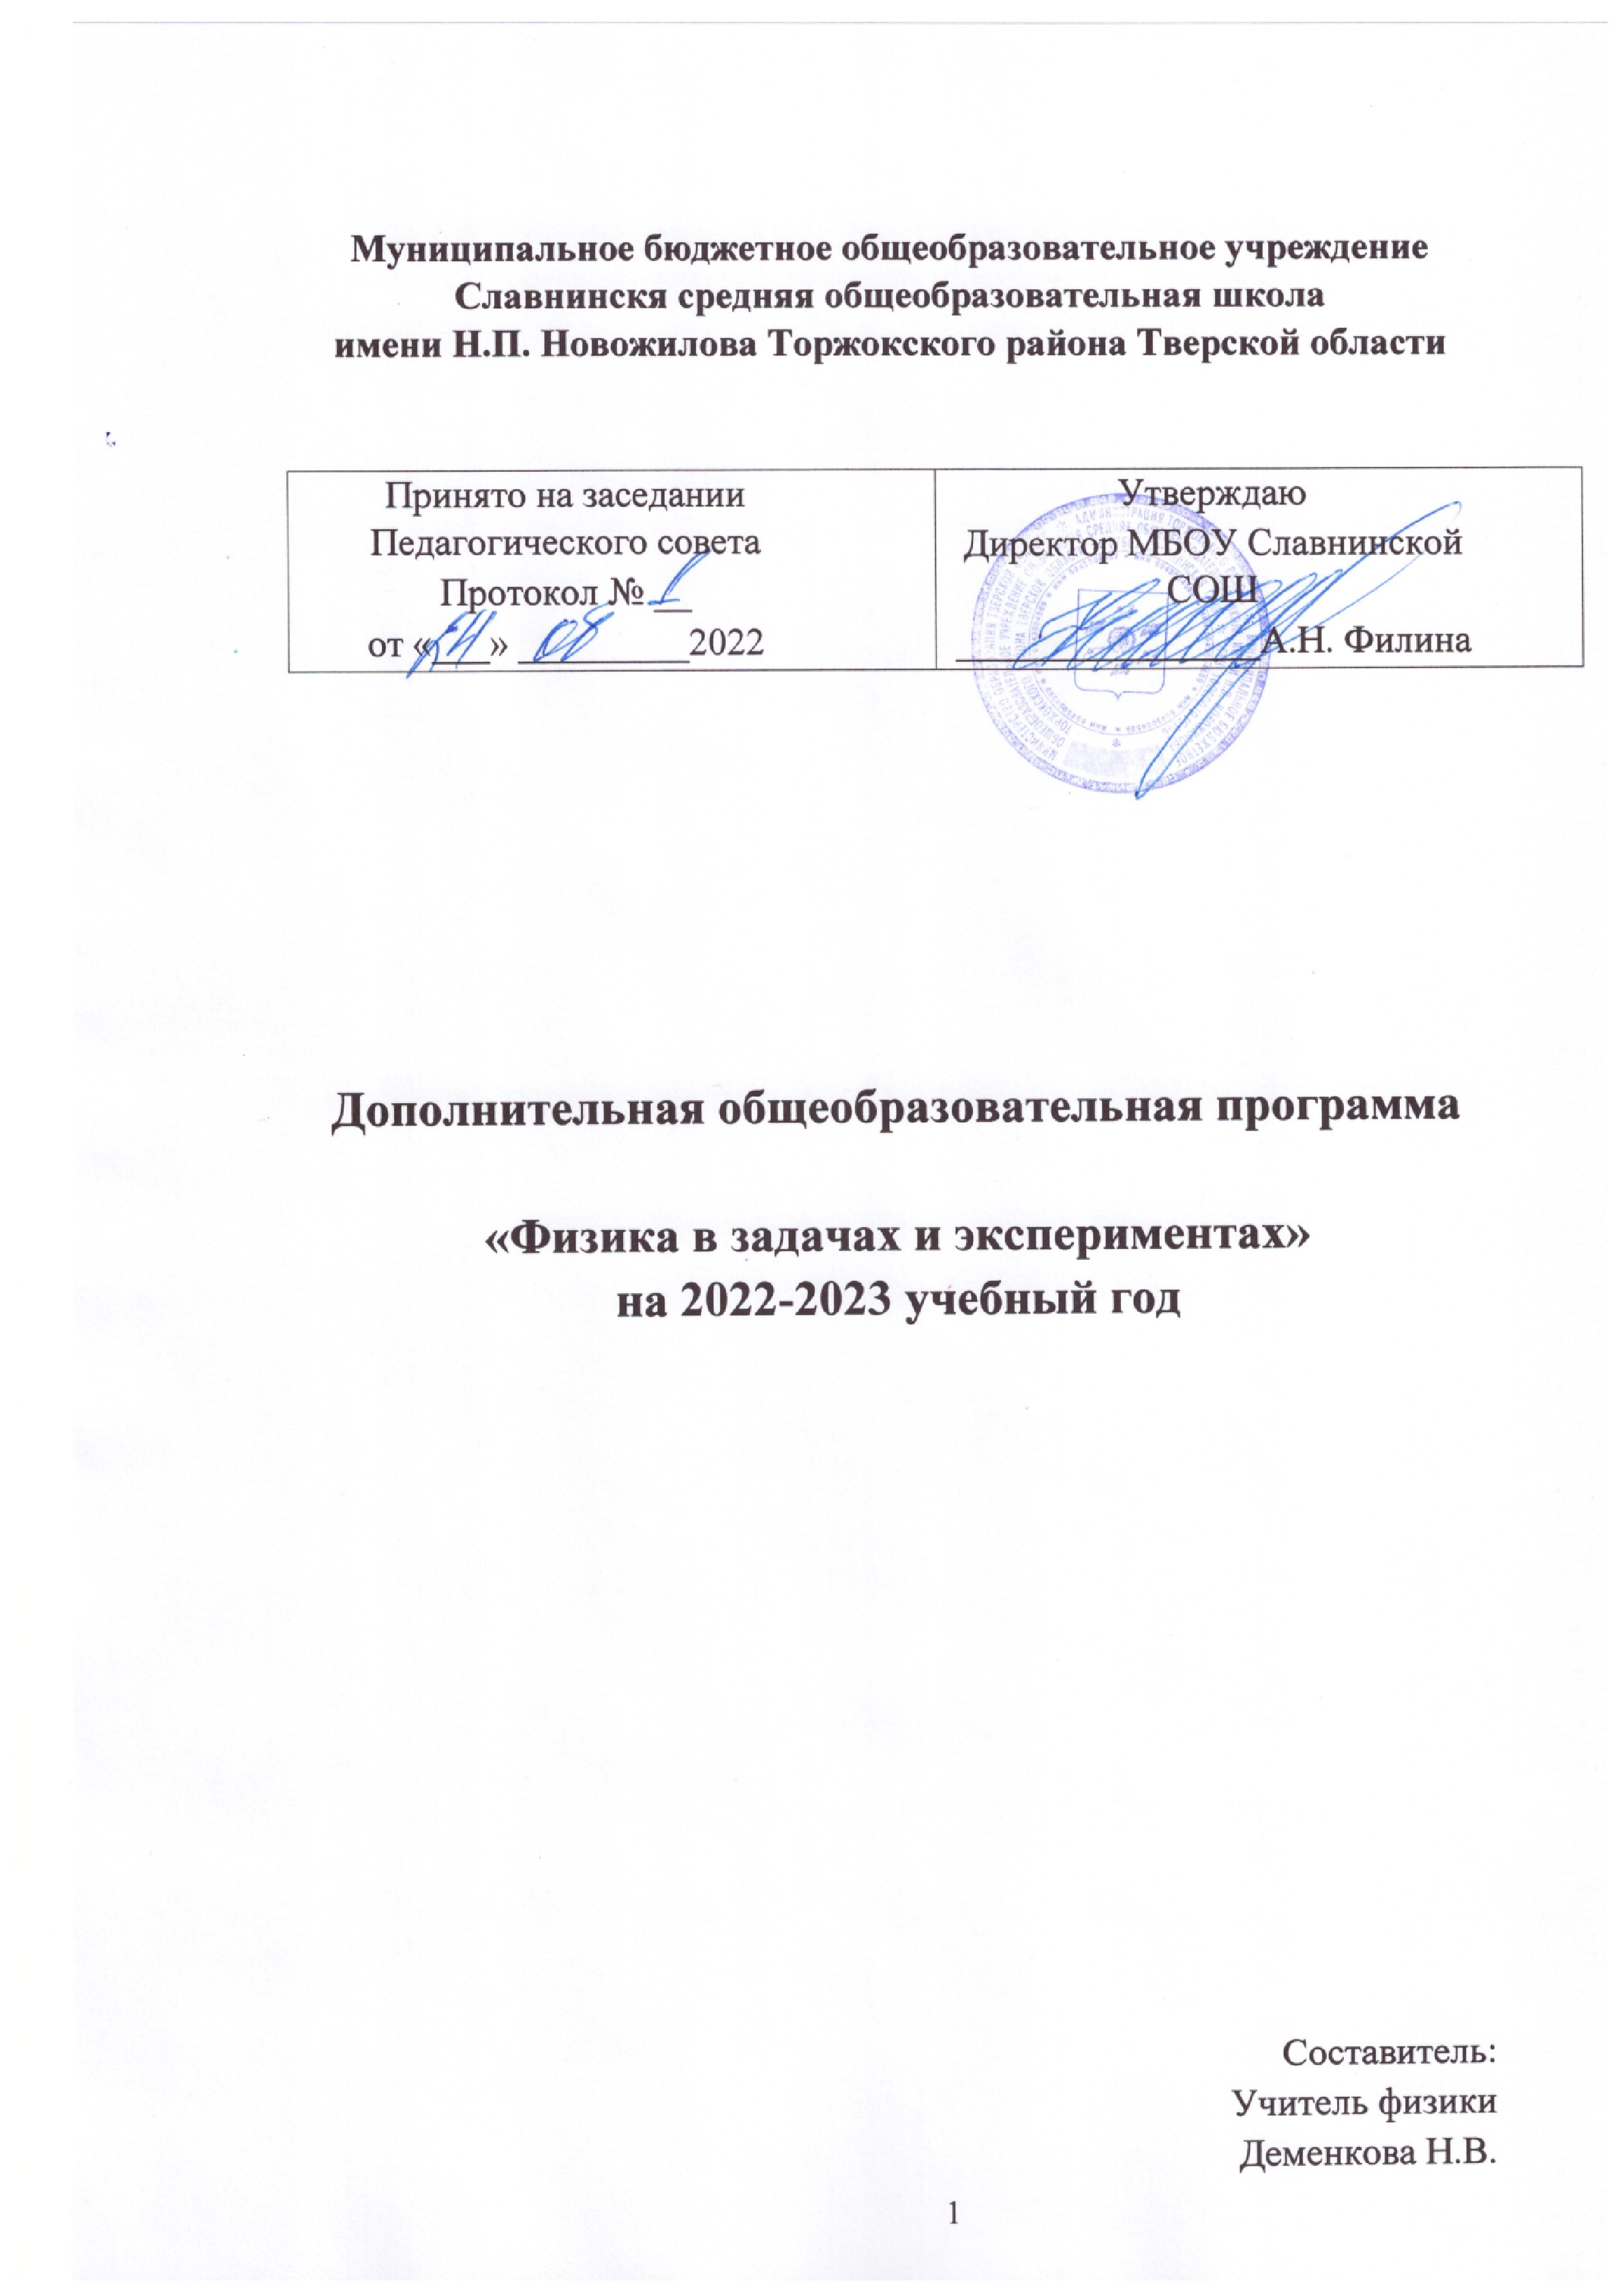 Муниципальное бюджетное общеобразовательное учреждение
Славнинскя средняя общеобразовательная школа
имени Н.П. Новожилова Торжокского района Тверской области
Принято на заседании
Педагогического совета
Протокол № 1
от «___» 08 2022
Утверждаю
Директор МБОУ Славнинской
СОШ
А.Н. Филина
Дополнительная общеобразовательная программа
«Физика в задачах и экспериментах»
на 2022-2023 учебный год
Составитель:
Учитель физики
Деменкова Н.В.
1